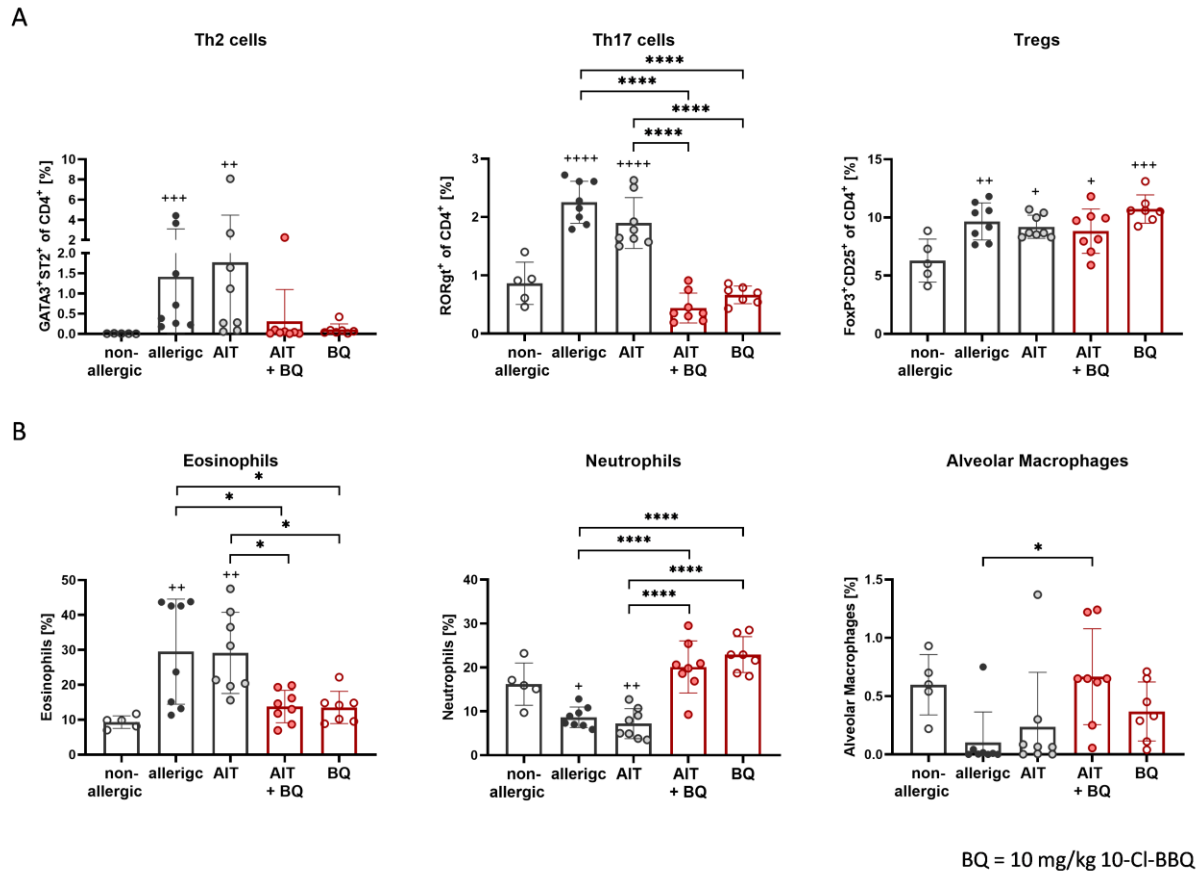 A
Th2 cells
Th17 cells
Tregs
****
****
****
****
GATA3+ST2+ of CD4+ [%]
10
8
6
4
2
2.0
1.5
1.0
0.5
0.0
+++
++
non-allergic
allerigc
AIT
AIT + BQ
BQ
RORgt+ of CD4+ [%]
3
2
1
0
++++
++++
non-allergic
allerigc
AIT
AIT + BQ
BQ
FoxP3+CD25+ of CD4+ [%]
15
10
5
0
++
+
+
+++
non-allergic
allerigc
AIT
AIT + BQ
BQ
B
Eosinophils
Neutrophils
Alveolar Macrophages
*
*
*
*
Eosinophils [%]
50
40
30
20
10
0
++
++
non-allergic
allerigc
AIT
AIT + BQ
BQ
****
****
****
****
Neutrophils [%]
40
30
20
10
0
+
++
non-allergic
allerigc
AIT
AIT + BQ
BQ
*
Alveolar Macrophages [%]
1.5
1.0
0.5
0.0
non-allergic
allerigc
AIT
AIT + BQ
BQ
BQ = 10 mg/kg 10-Cl-BBQ